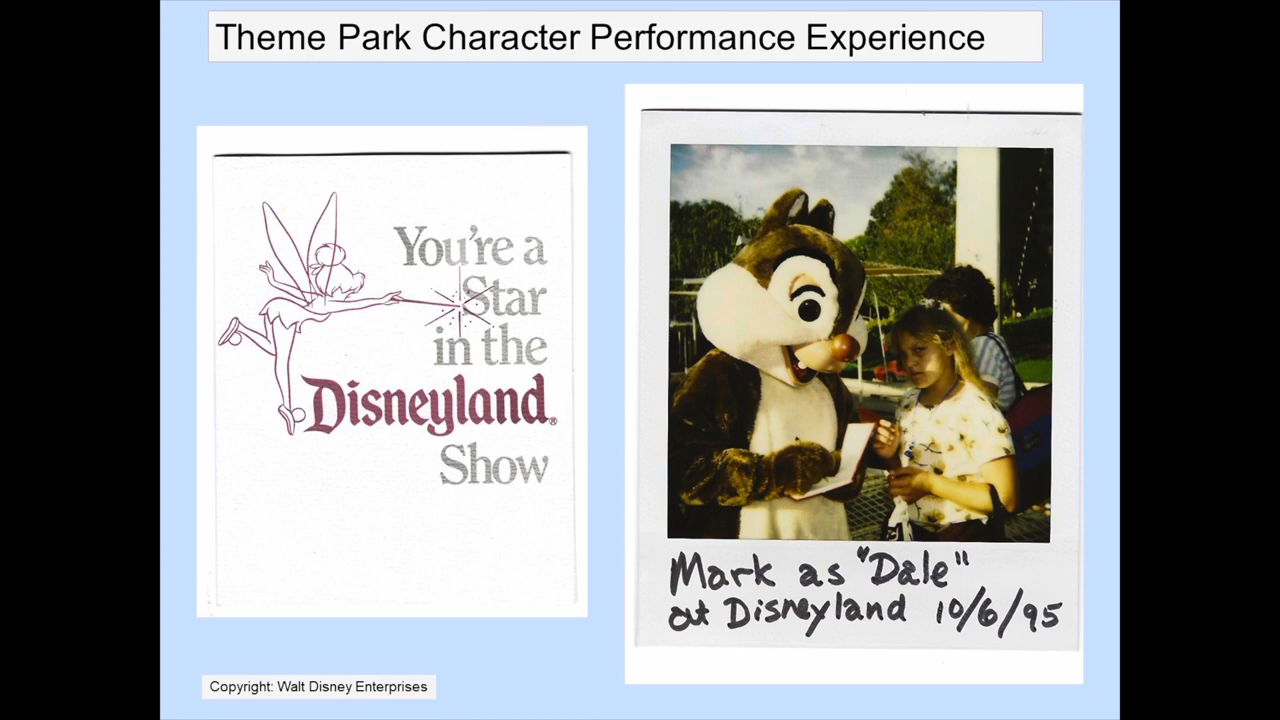 Theme Park Character Performance Experience
You're a
Star
in the
Disneyland®
Show
Mark as "Dale"
at Disneyland 10/6/95
Copyright: Walt Disney Enterprises